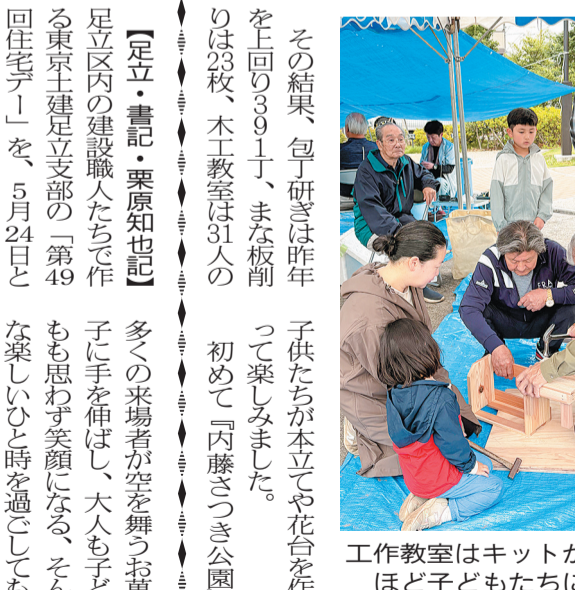 その結果、包丁研ぎは昨年
を上回り391丁、まな板削
りは23枚、木工教室は31人の
子供たちが本立てや花台を作
って楽しみました。
初めて『内藤さつき公園
【足立・書記・栗原知也記】
足立区内の建設職人たちで作
る東京土建足立支部の「第49
回住宅デー」を、5月24日と
多くの来場者が空を舞うお菓
子に手を伸ばし、大人も子ど
もも思わず笑顔になる、そん
な楽しいひと時を過ごしても
工作教室はキットが
ほど子どもたちに